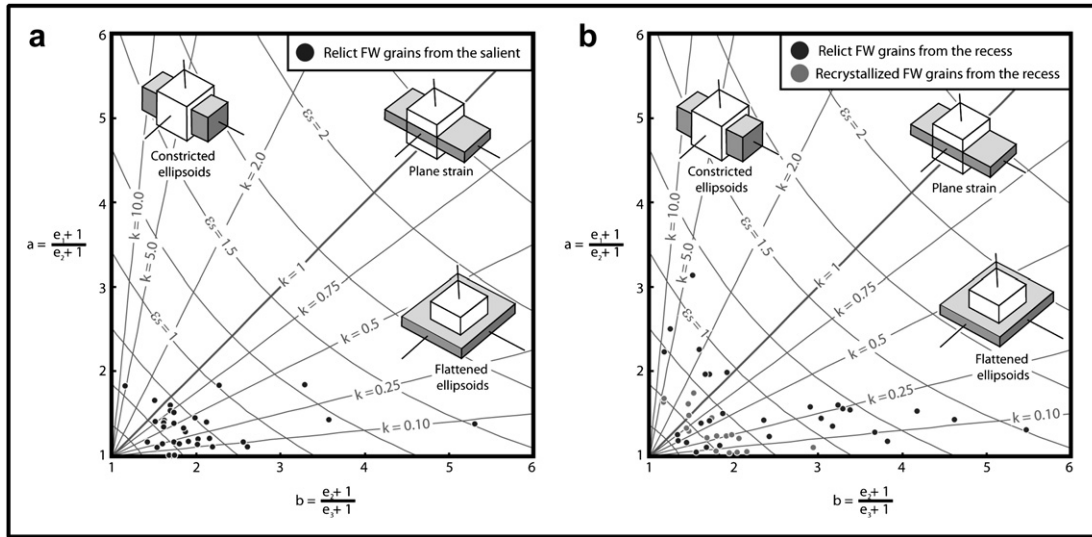 a
Relict FW grains from the salient
6
5
4
3
2
1
a = e₁+ 1 / e₂+ 1
Constricted
ellipsoids
Plane strain
Flattened
ellipsoids
k = 10.0
k = 5.0
k = 2.0
k = 1
k = 0.75
k = 0.5
k = 0.25
k = 0.10
εs = 1
εs = 1.5
εs = 2
1 2 3 4 5 6
b = e₂+ 1 / e₃+ 1
b
Relict FW grains from the recess
Recrystallized FW grains from the recess
6
5
4
3
2
1
a = e₁+ 1 / e₂+ 1
Constricted
ellipsoids
Plane strain
Flattened
ellipsoids
k = 10.0
k = 5.0
k = 2.0
k = 1
k = 0.75
k = 0.5
k = 0.25
k = 0.10
εs = 1
εs = 1.5
εs = 2
1 2 3 4 5 6
b = e₂+ 1 / e₃+ 1